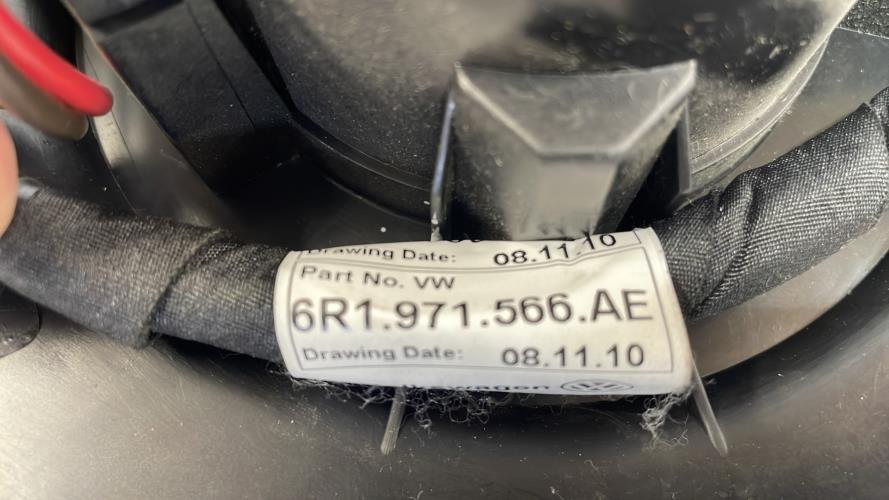 Drawing Date: 08.11.10
Part No. VW
6R1.971.566.AE
Drawing Date: 08.11.10